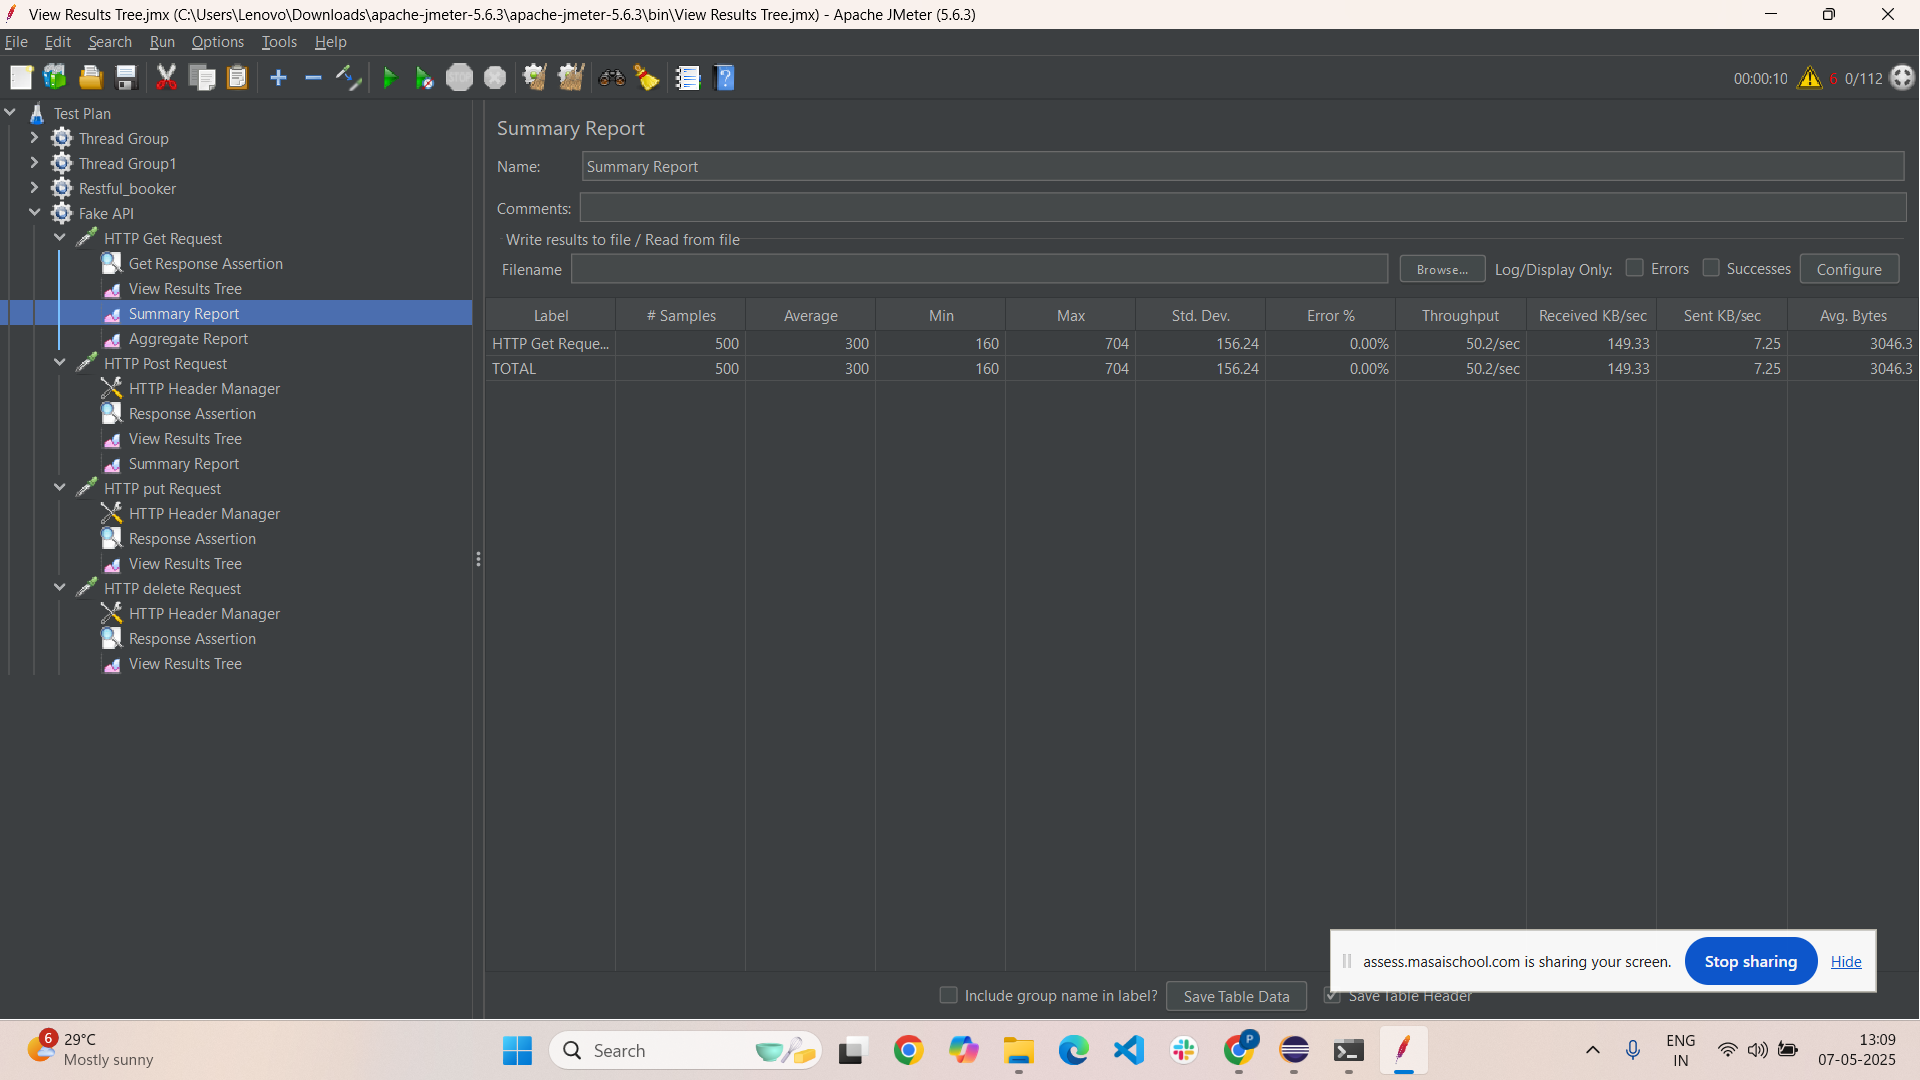 View Results Tree.jmx (C:\Users\Lenovo\Downloads\apache-jmeter-5.6.3\apache-jmeter-5.6.3\bin\View Results Tree.jmx) - Apache JMeter (5.6.3)
File Edit Search Run Options Tools Help
00:00:10 6 0/112
Test Plan
Thread Group
Thread Group1
Restful_booker
Fake API
HTTP Get Request
Get Response Assertion
View Results Tree
Summary Report
Aggregate Report
HTTP Post Request
HTTP Header Manager
Response Assertion
View Results Tree
Summary Report
HTTP put Request
HTTP Header Manager
Response Assertion
View Results Tree
HTTP delete Request
HTTP Header Manager
Response Assertion
View Results Tree
Summary Report
Name: Summary Report
Comments:
Write results to file / Read from file
Filename Browse... Log/Display Only: Errors Successes Configure
Label # Samples Average Min Max Std. Dev. Error % Throughput Received KB/sec Sent KB/sec Avg. Bytes
HTTP Get Reque... 500 300 160 704 156.24 0.00% 50.2/sec 149.33 7.25 3046.3
TOTAL 500 300 160 704 156.24 0.00% 50.2/sec 149.33 7.25 3046.3
assess.masaischool.com is sharing your screen. Stop sharing Hide
Include group name in label? Save Table Data Save Table Header
6 29°C
Mostly sunny
Search
P
ENG
IN
13:09
07-05-2025